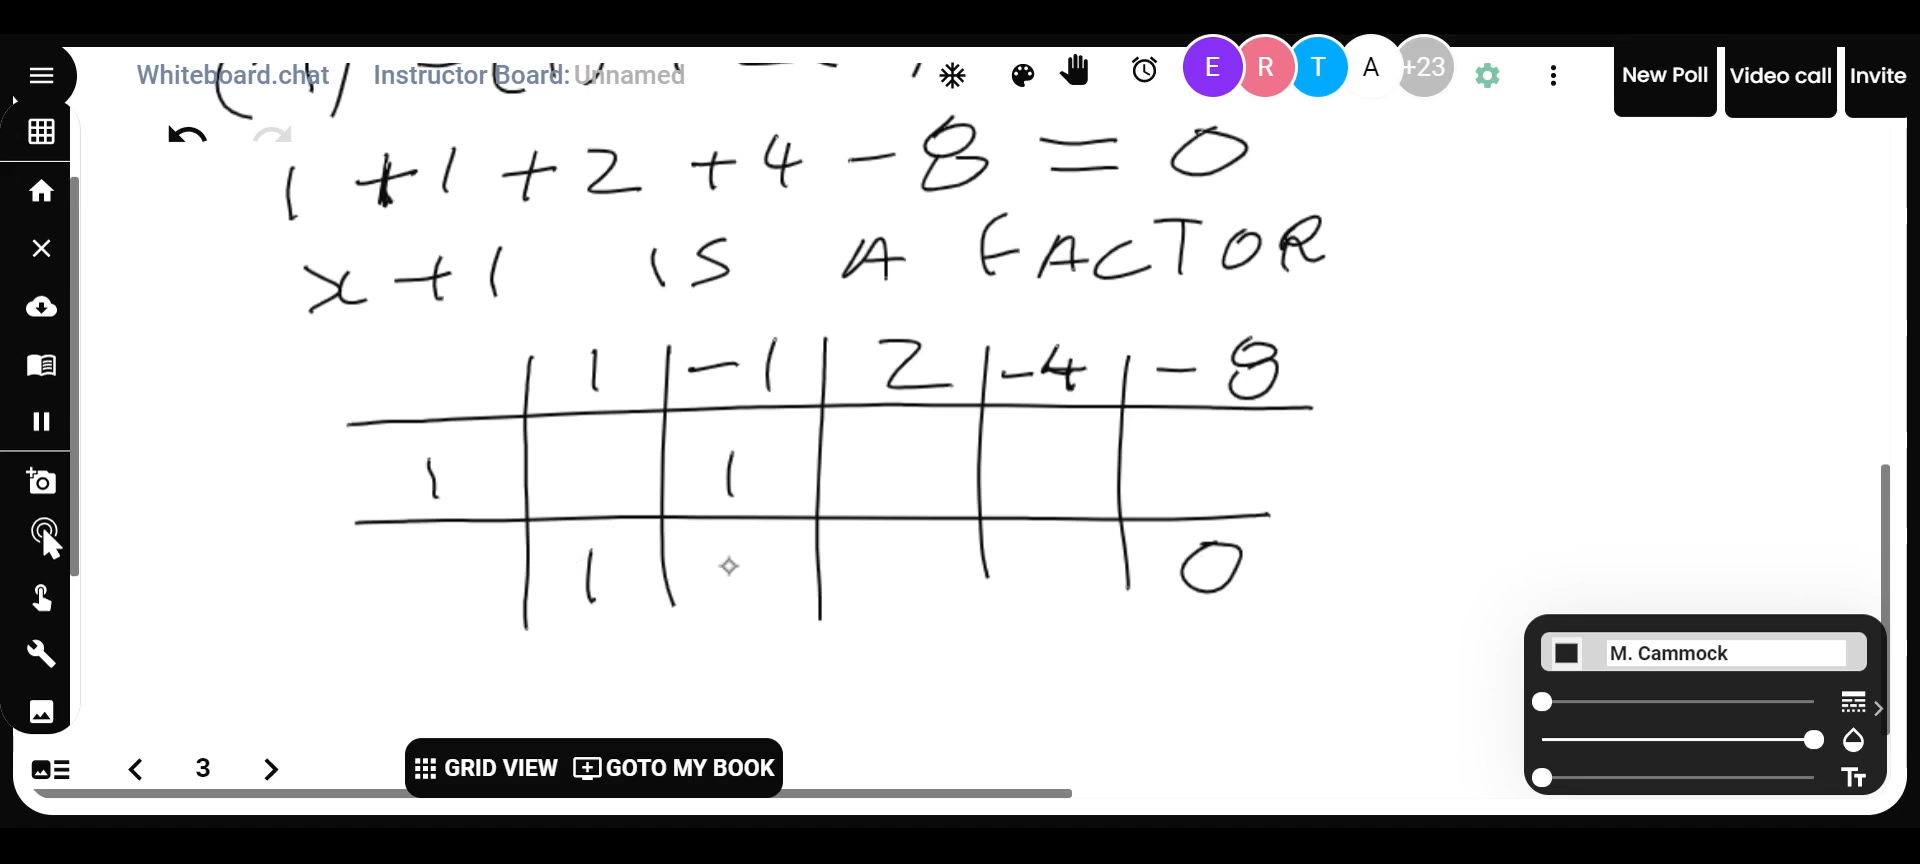 Whiteboard.chat Instructor Board: Unnamed
E R T A +23
New Poll Video call Invite
1 + 1 + 2 + 4 - 8 = 0
x + 1 IS A FACTOR
1 -1 2 -4 -8
1 1
1 0
M. Cammock
3
GRID VIEW GOTO MY BOOK
Tт